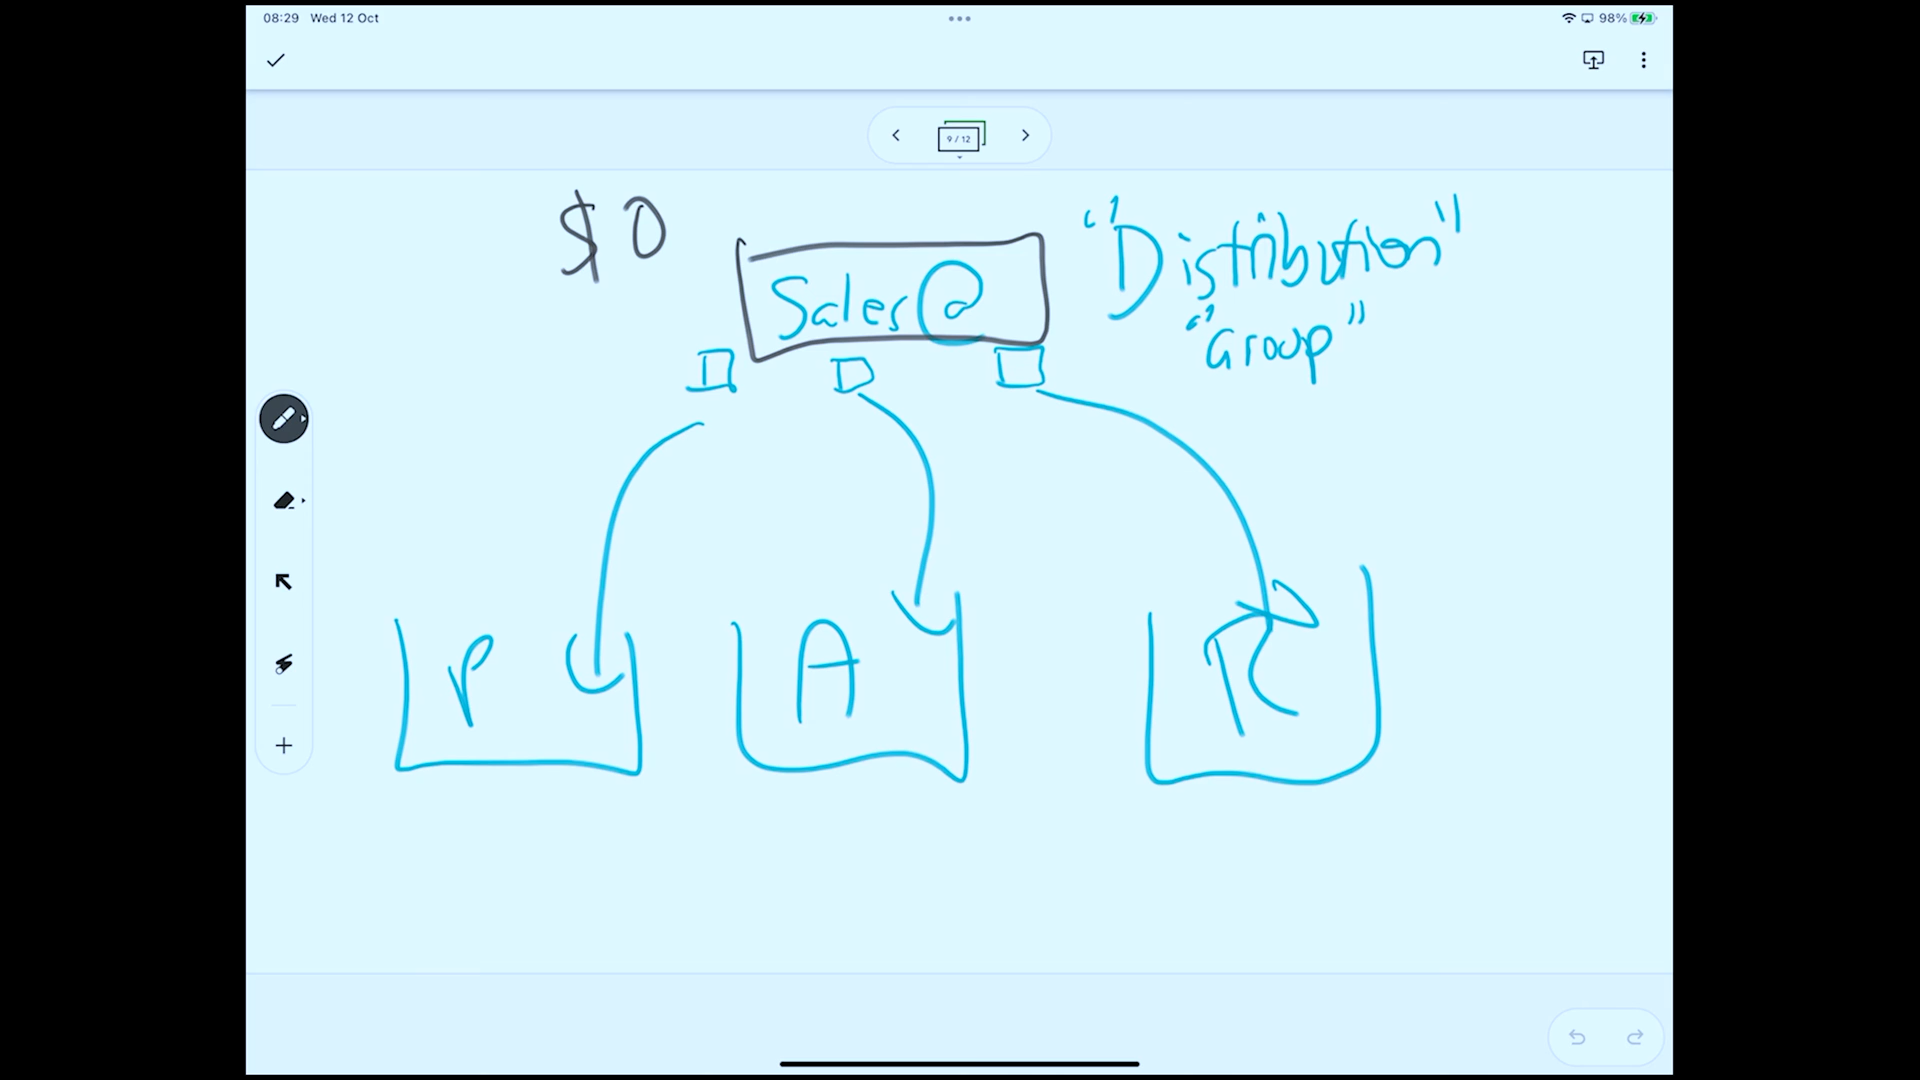 08:29 Wed 12 Oct
98%
9 / 12
$0
Sales@
"Distribution"
"Group"
P
A
R